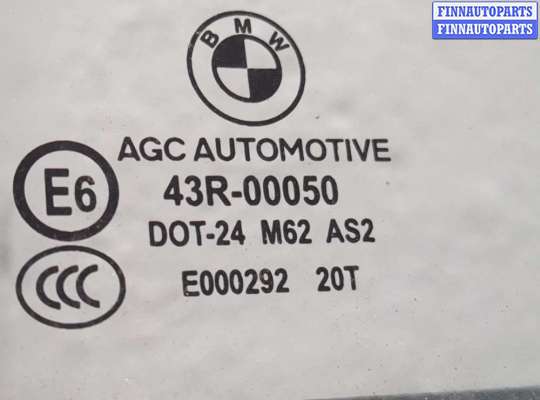 FINNAUTOPARTS
FINNAUTOPARTS
BMW
AGC AUTOMOTIVE
E6
43R-00050
DOT-24 M62 AS2
CCC
E000292 20T